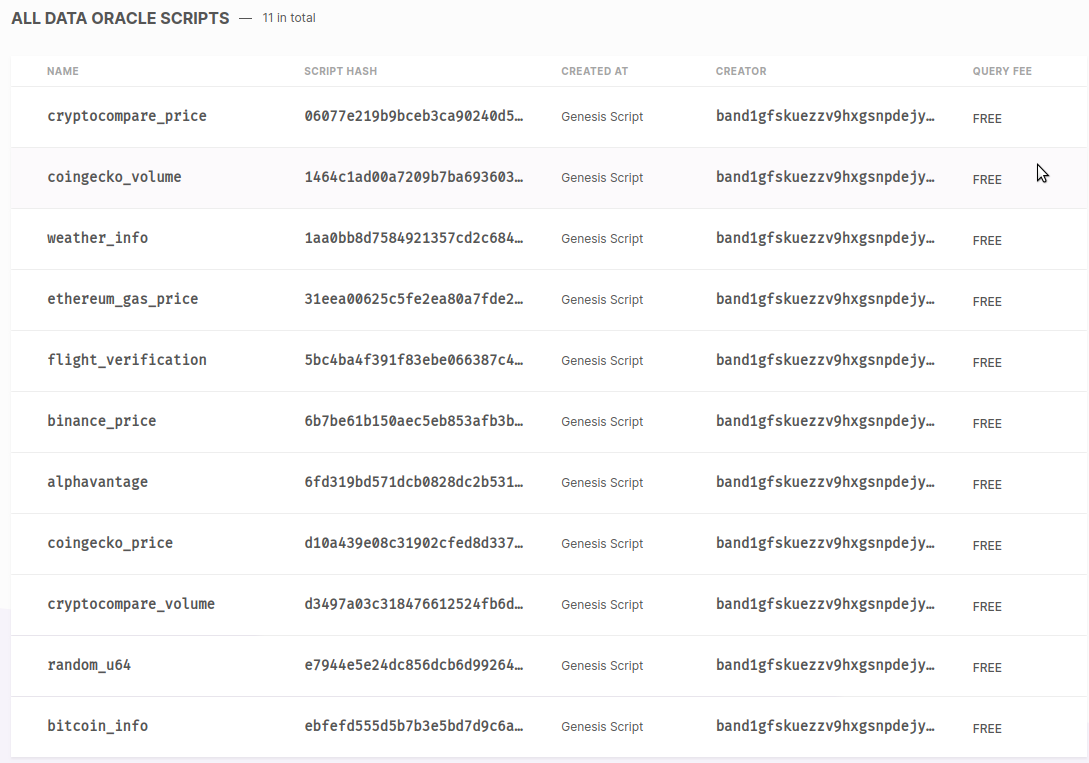 ALL DATA ORACLE SCRIPTS — 11 in total
NAME SCRIPT HASH CREATED AT CREATOR QUERY FEE
cryptocompare_price 06077e219b9bceb3ca90240d5… Genesis Script band1gfskuezzv9hxgsnpdejy… FREE
coingecko_volume 1464c1ad00a7209b7ba693603… Genesis Script band1gfskuezzv9hxgsnpdejy… FREE
weather_info 1aa0bb8d7584921357cd2c684… Genesis Script band1gfskuezzv9hxgsnpdejy… FREE
ethereum_gas_price 31eea00625c5fe2ea80a7fde2… Genesis Script band1gfskuezzv9hxgsnpdejy… FREE
flight_verification 5bc4ba4f391f83ebe066387c4… Genesis Script band1gfskuezzv9hxgsnpdejy… FREE
binance_price 6b7be61b150aec5eb853afb3b… Genesis Script band1gfskuezzv9hxgsnpdejy… FREE
alphavantage 6fd319bd571dcb0828dc2b531… Genesis Script band1gfskuezzv9hxgsnpdejy… FREE
coingecko_price d10a439e08c31902cfed8d337… Genesis Script band1gfskuezzv9hxgsnpdejy… FREE
cryptocompare_volume d3497a03c318476612524fb6d… Genesis Script band1gfskuezzv9hxgsnpdejy… FREE
random_u64 e7944e5e24dc856dcb6d99264… Genesis Script band1gfskuezzv9hxgsnpdejy… FREE
bitcoin_info ebfefd555d5b7b3e5bd7d9c6a… Genesis Script band1gfskuezzv9hxgsnpdejy… FREE